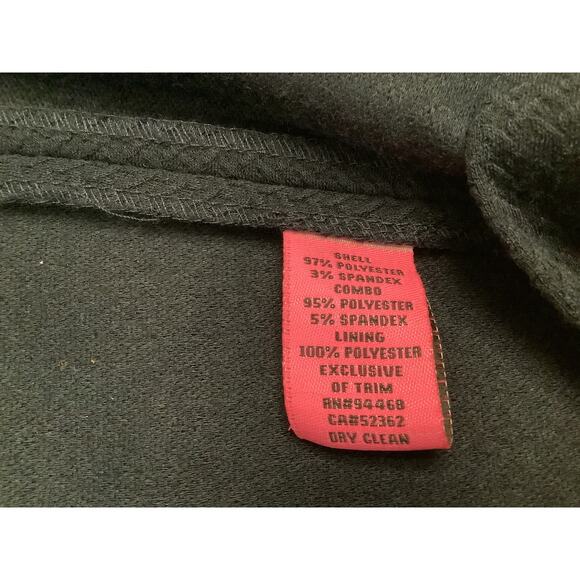 SHELL
97% POLYESTER
3% SPANDEX
COMBO
95% POLYESTER
5% SPANDEX
LINING
100% POLYESTER
EXCLUSIVE
OF TRIM
RN#94468
CA#52362
DRY CLEAN